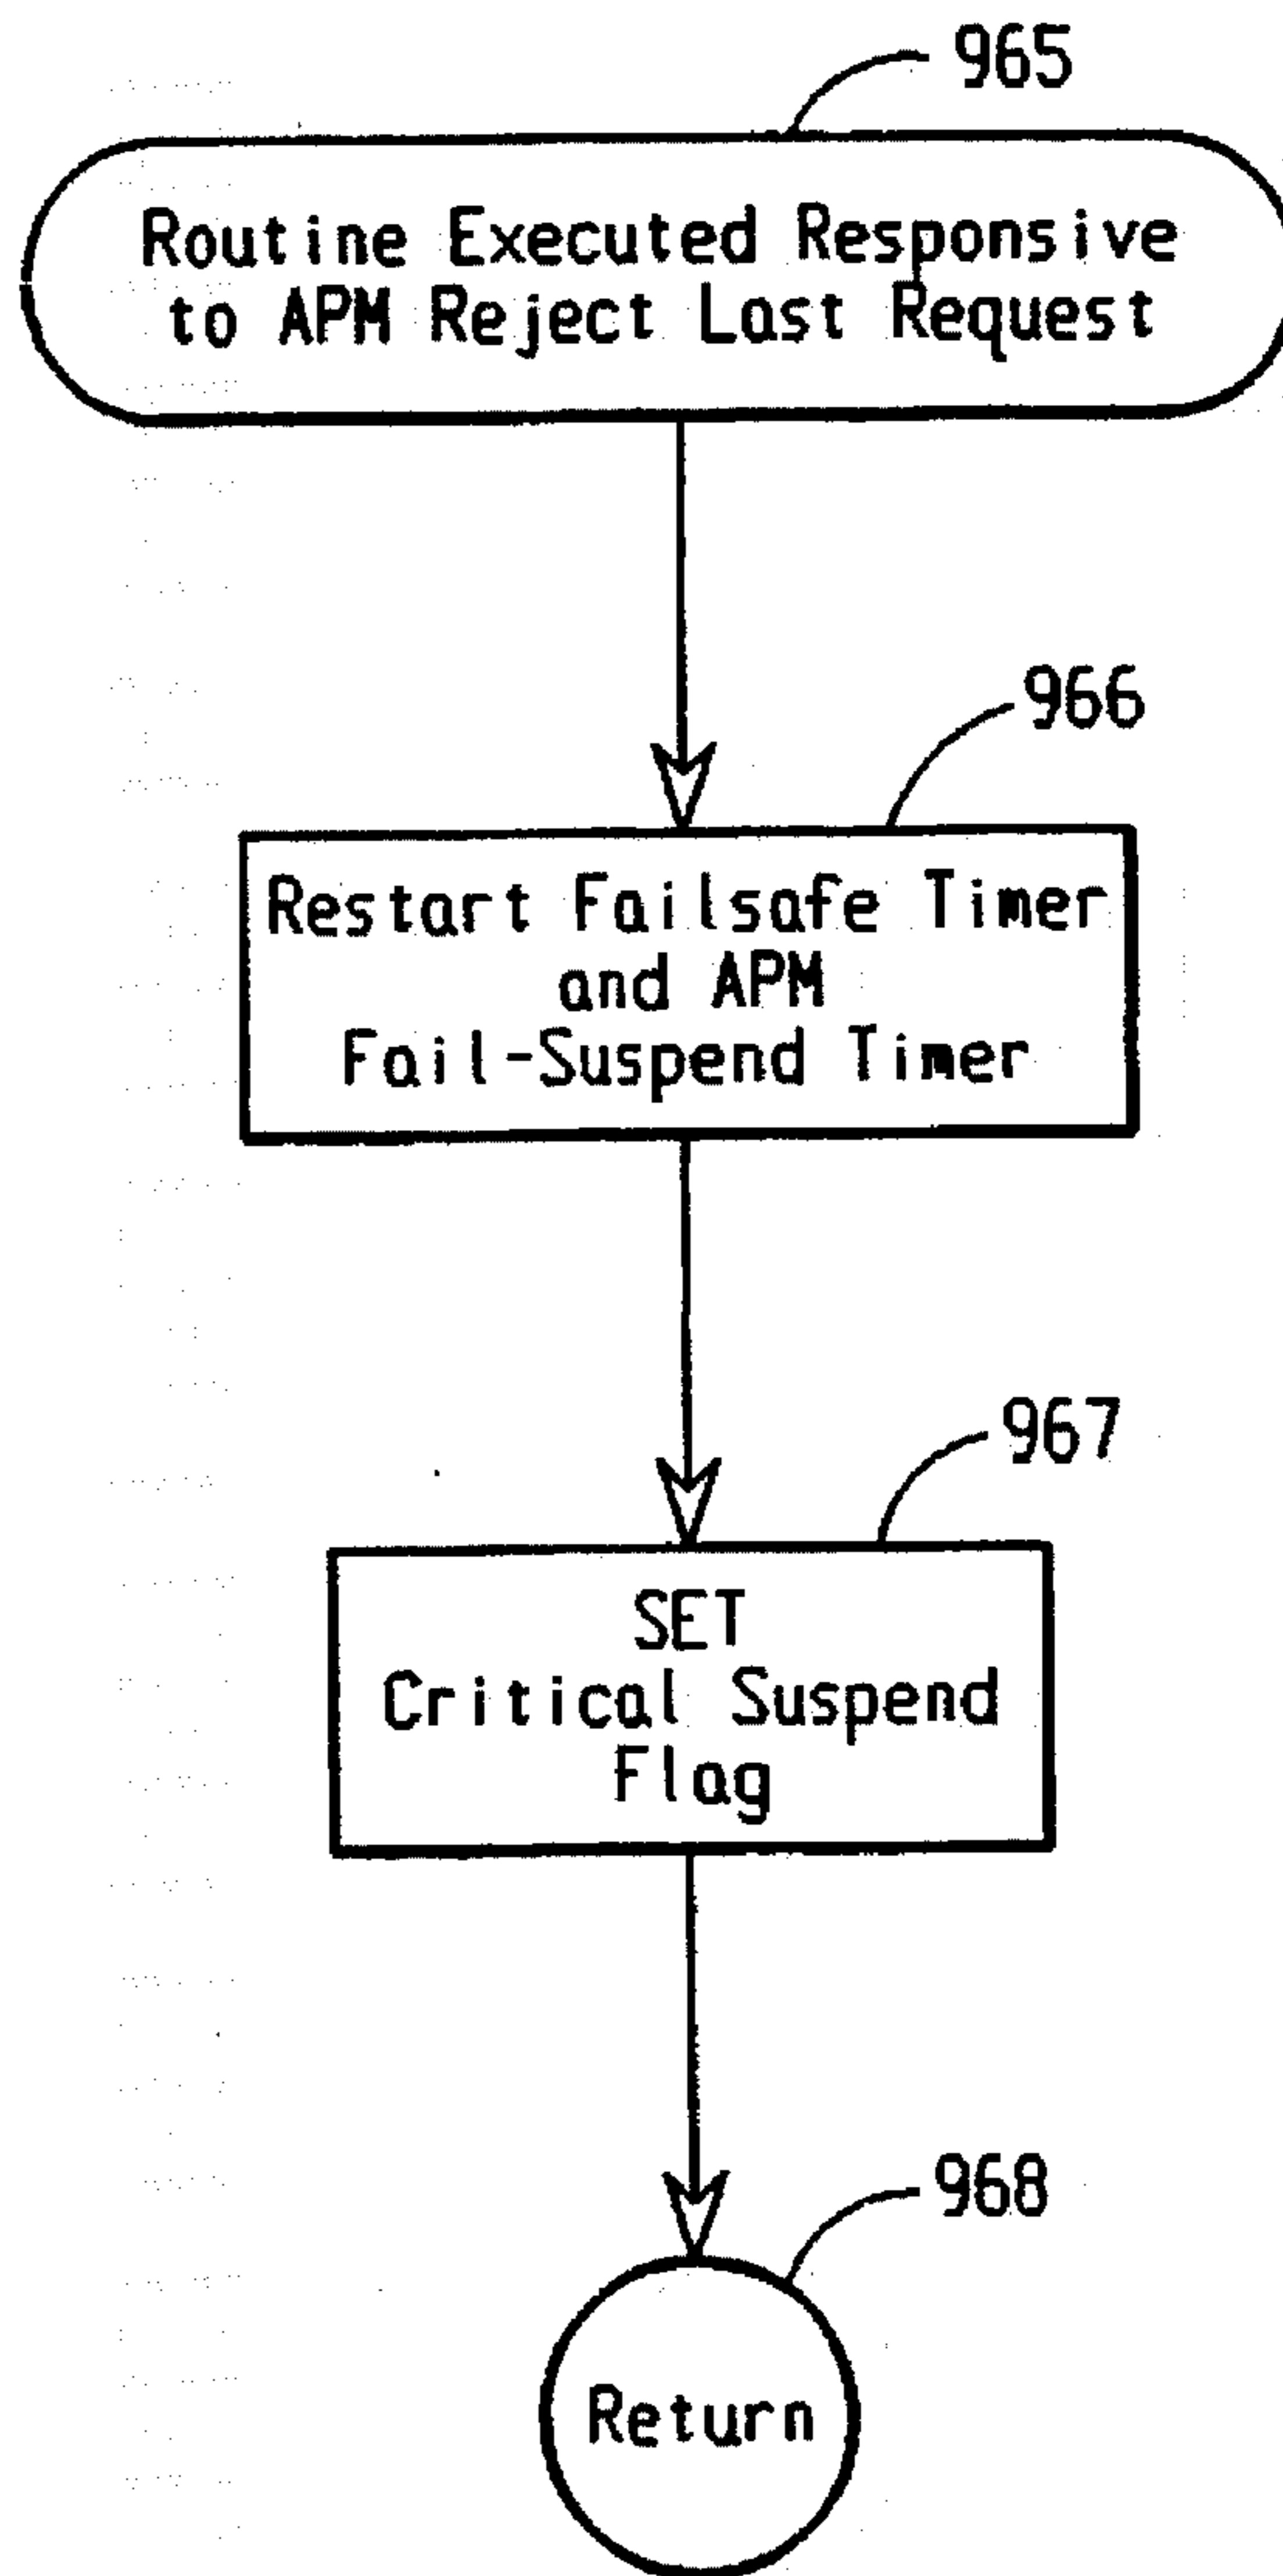 965
Routine Executed Responsive
to APM Reject Last Request
966
Restart Failsafe Timer
and APM
Fail-Suspend Timer
967
SET
Critical Suspend
Flag
968
Return